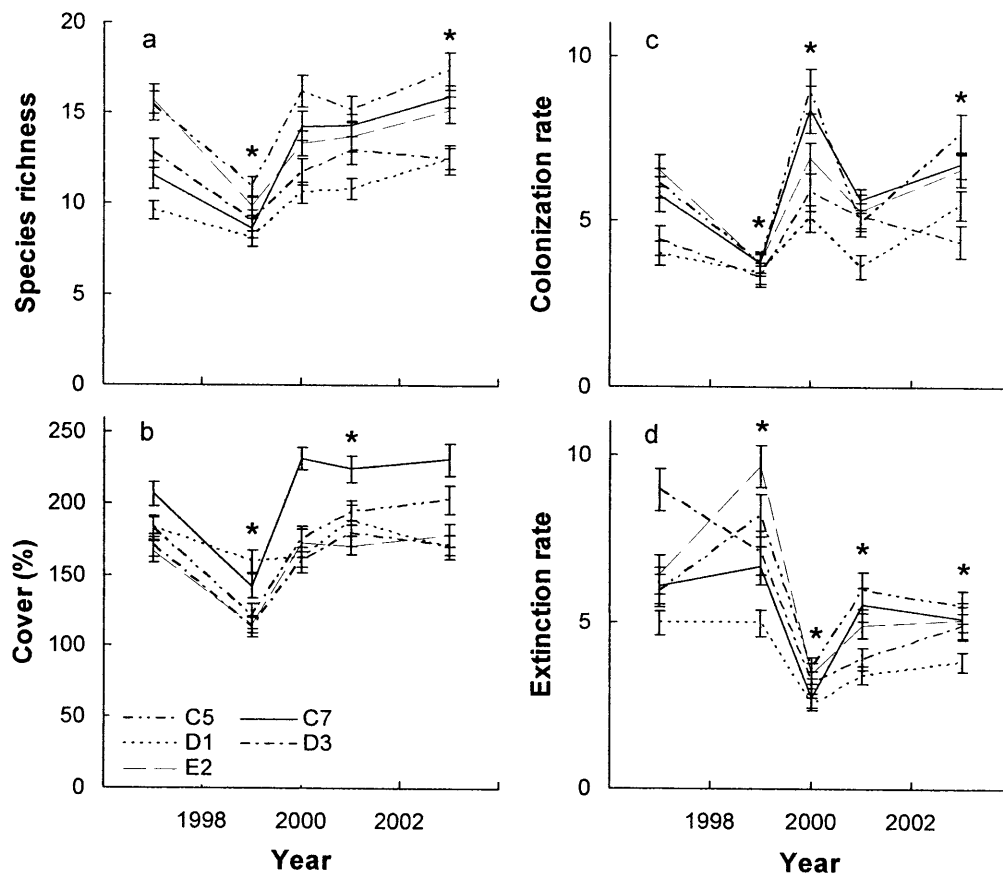 a
*
*
20
15
10
5
0
Species richness
c
*
*
*
10
5
0
Colonization rate
b
*
*
250
200
150
100
50
0
Cover (%)
C5 C7
D1 D3
E2
1998 2000 2002
Year
d
*
*
*
*
10
5
0
Extinction rate
1998 2000 2002
Year